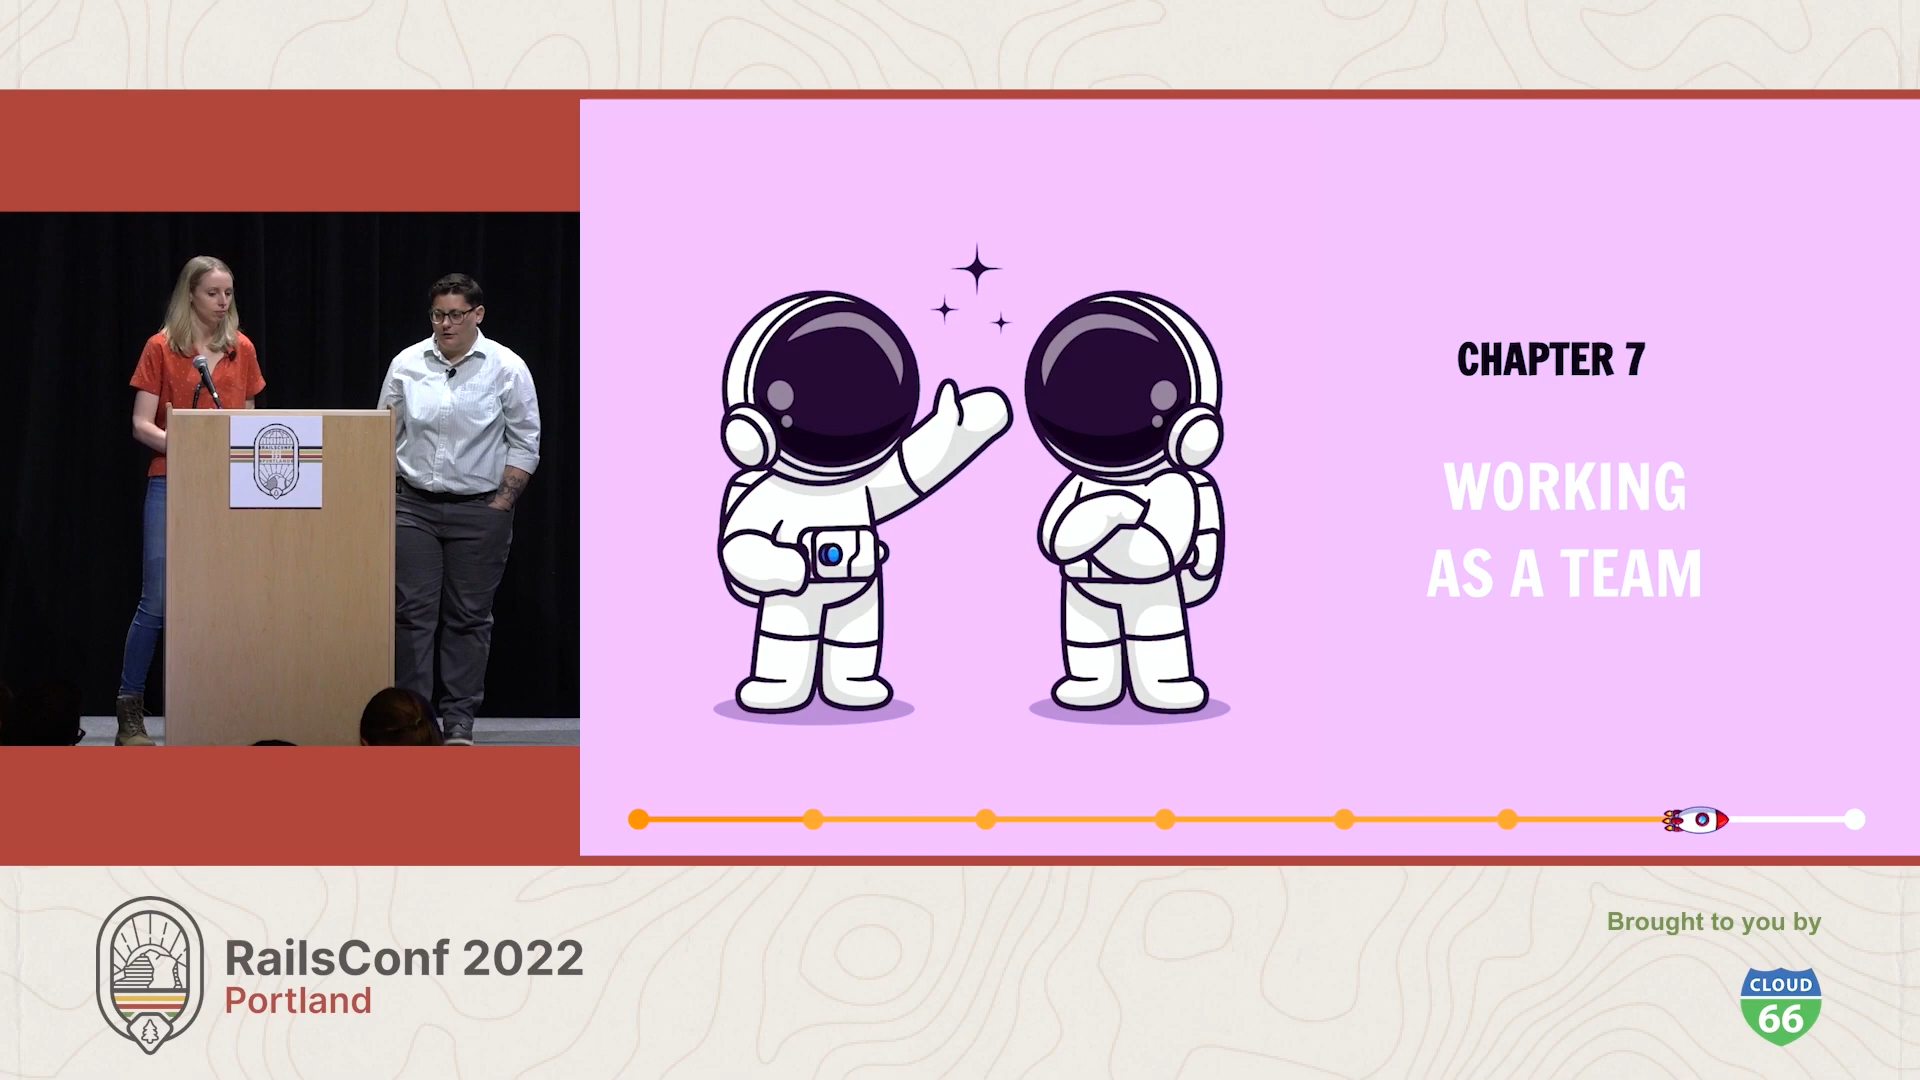 CHAPTER 7
WORKING
AS A TEAM
RailsConf 2022
Portland
Brought to you by
CLOUD
66